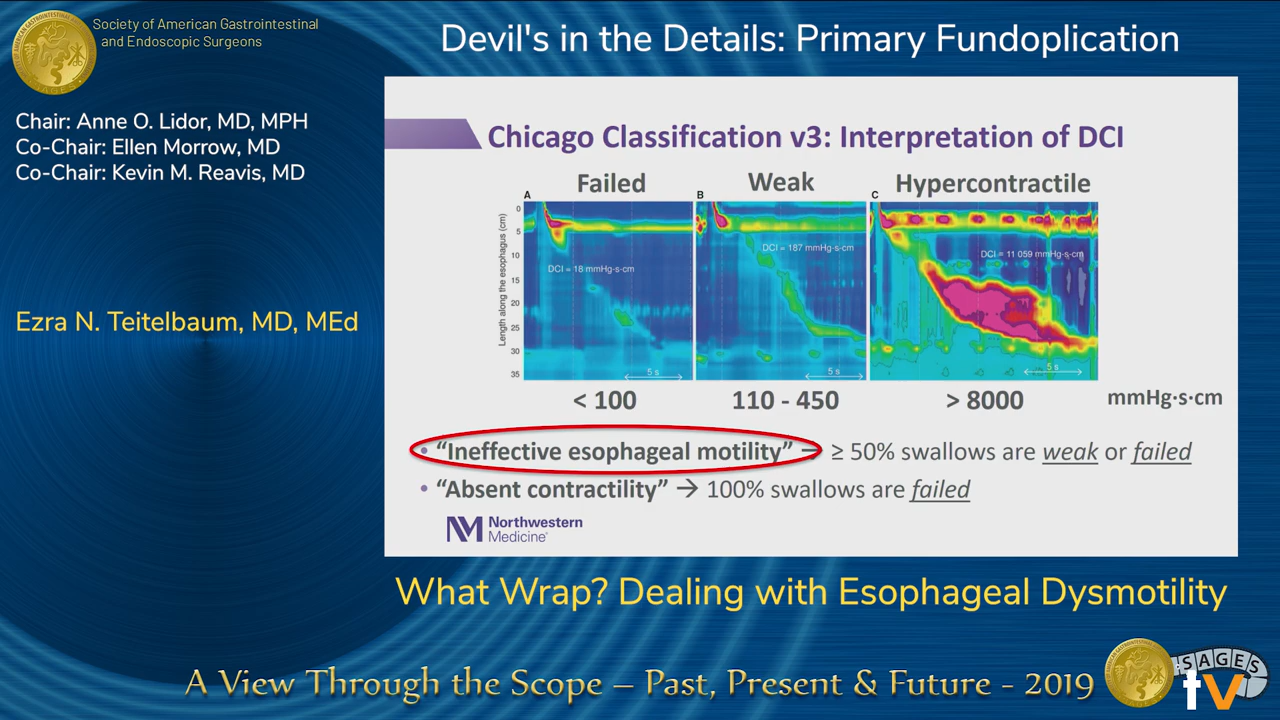 Society of American Gastrointestinal
and Endoscopic Surgeons
Devil's in the Details: Primary Fundoplication
Chair: Anne O. Lidor, MD, MPH
Co-Chair: Ellen Morrow, MD
Co-Chair: Kevin M. Reavis, MD
Ezra N. Teitelbaum, MD, MEd
Chicago Classification v3: Interpretation of DCI
Failed Weak Hypercontractile
A B C
Length along the esophagus (cm)
0
5
10
15
20
25
30
35
DCI = 18 mmHg·s·cm
DCI = 187 mmHg·s·cm
DCI = 11 059 mmHg·s·cm
5 s 5 s 5 s
< 100 110 - 450 > 8000 mmHg·s·cm
• “Ineffective esophageal motility” → ≥ 50% swallows are weak or failed
• “Absent contractility” → 100% swallows are failed
NM Northwestern
Medicine
What Wrap? Dealing with Esophageal Dysmotility
A View Through the Scope – Past, Present & Future - 2019
SAGES
tv